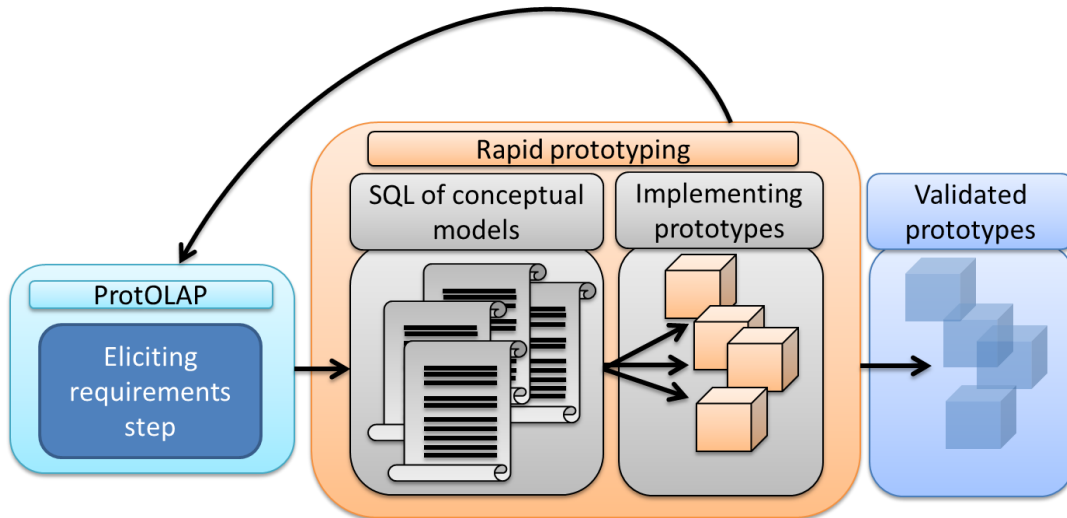 Rapid prototyping
SQL of conceptual
models
Implementing
prototypes
Validated
prototypes
ProtOLAP
Eliciting
requirements
step